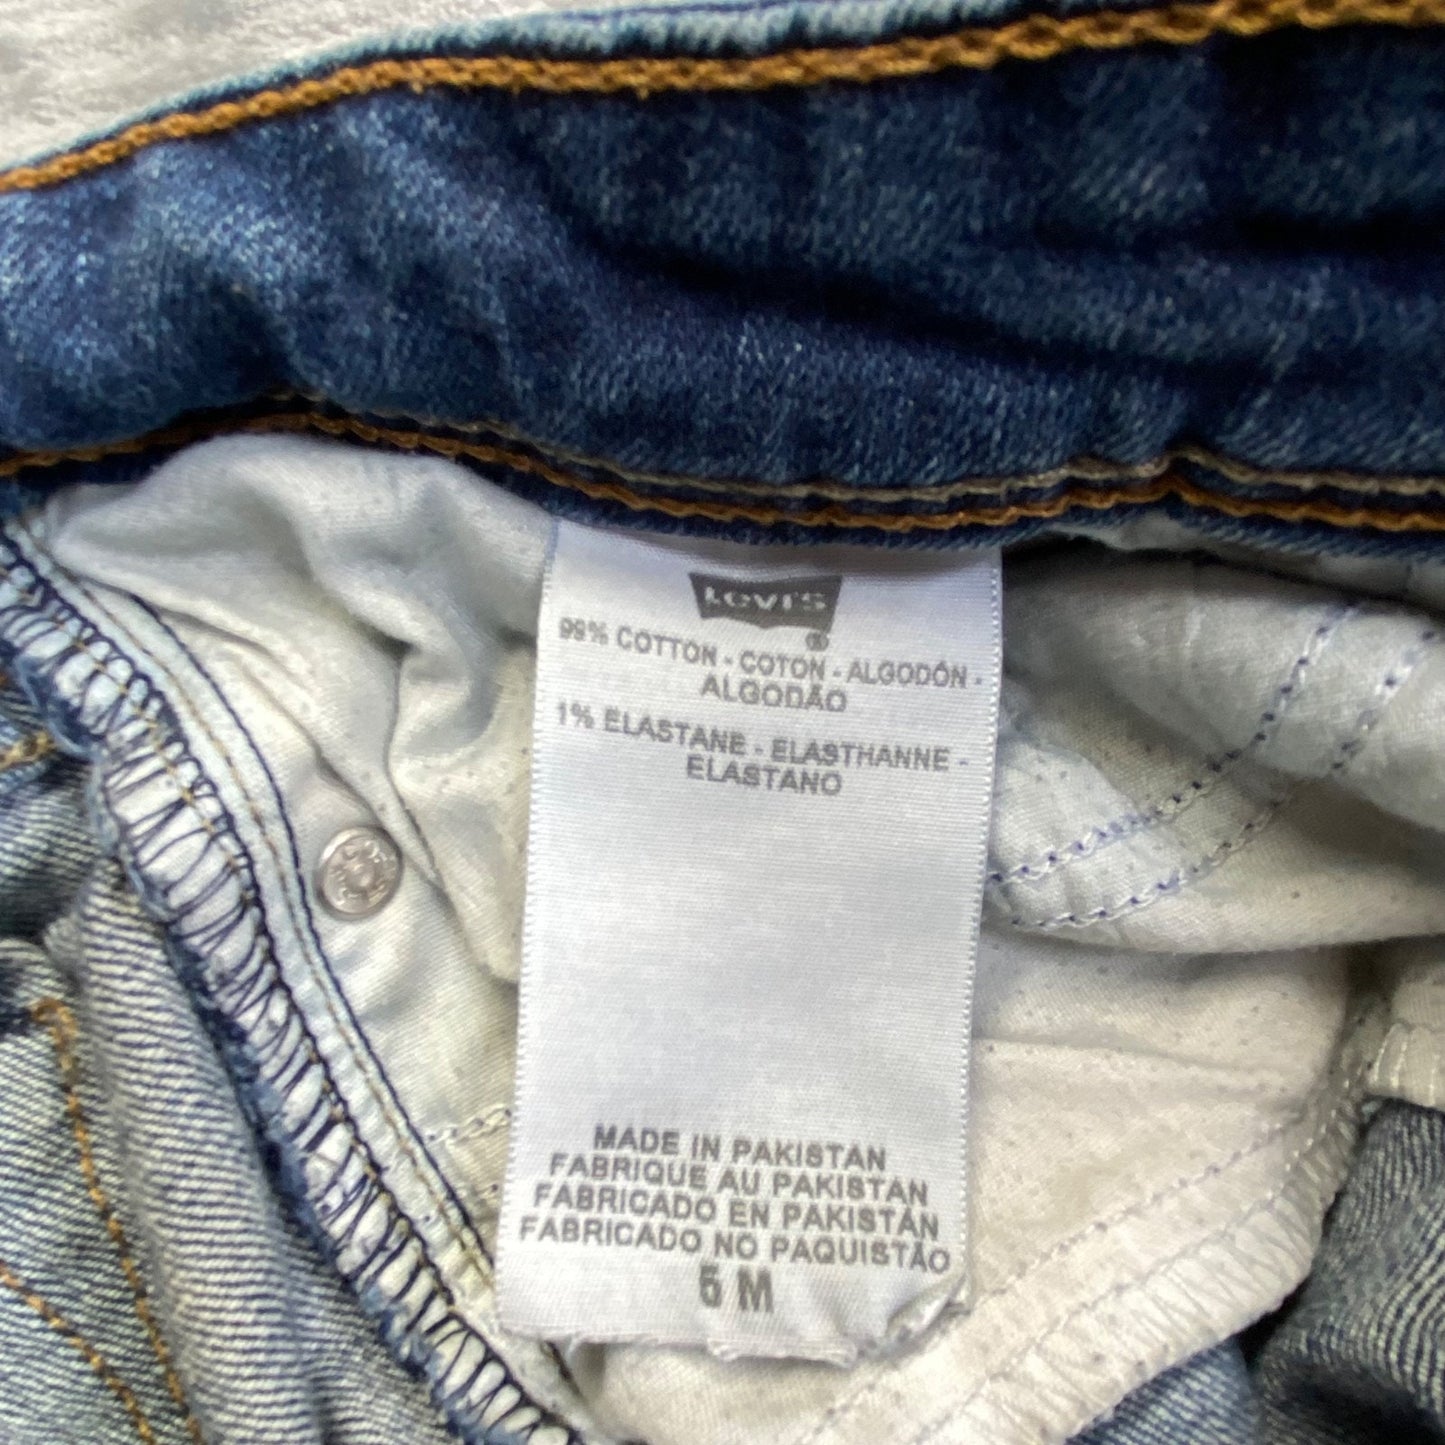 LEVI'S
®
99% COTTON - COTON - ALGODÓN -
ALGODÃO
1% ELASTANE - ELASTHANNE -
ELASTANO
MADE IN PAKISTAN
FABRIQUE AU PAKISTAN
FABRICADO EN PAKISTÁN
FABRICADO NO PAQUISTÃO
5 M